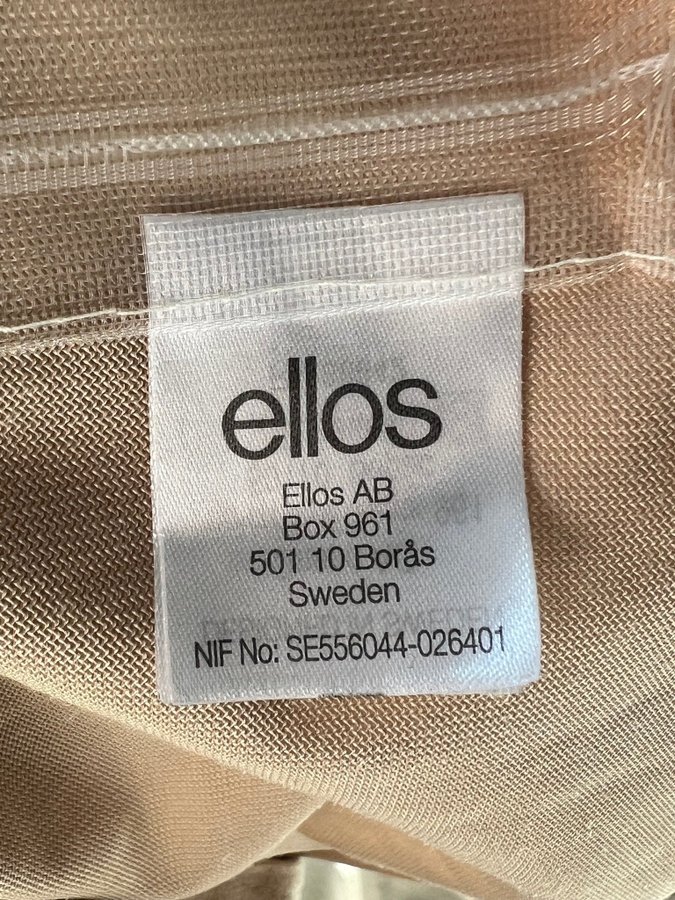 ellos
Ellos AB
Box 961
501 10 Borås
Sweden
NIF No: SE556044-026401